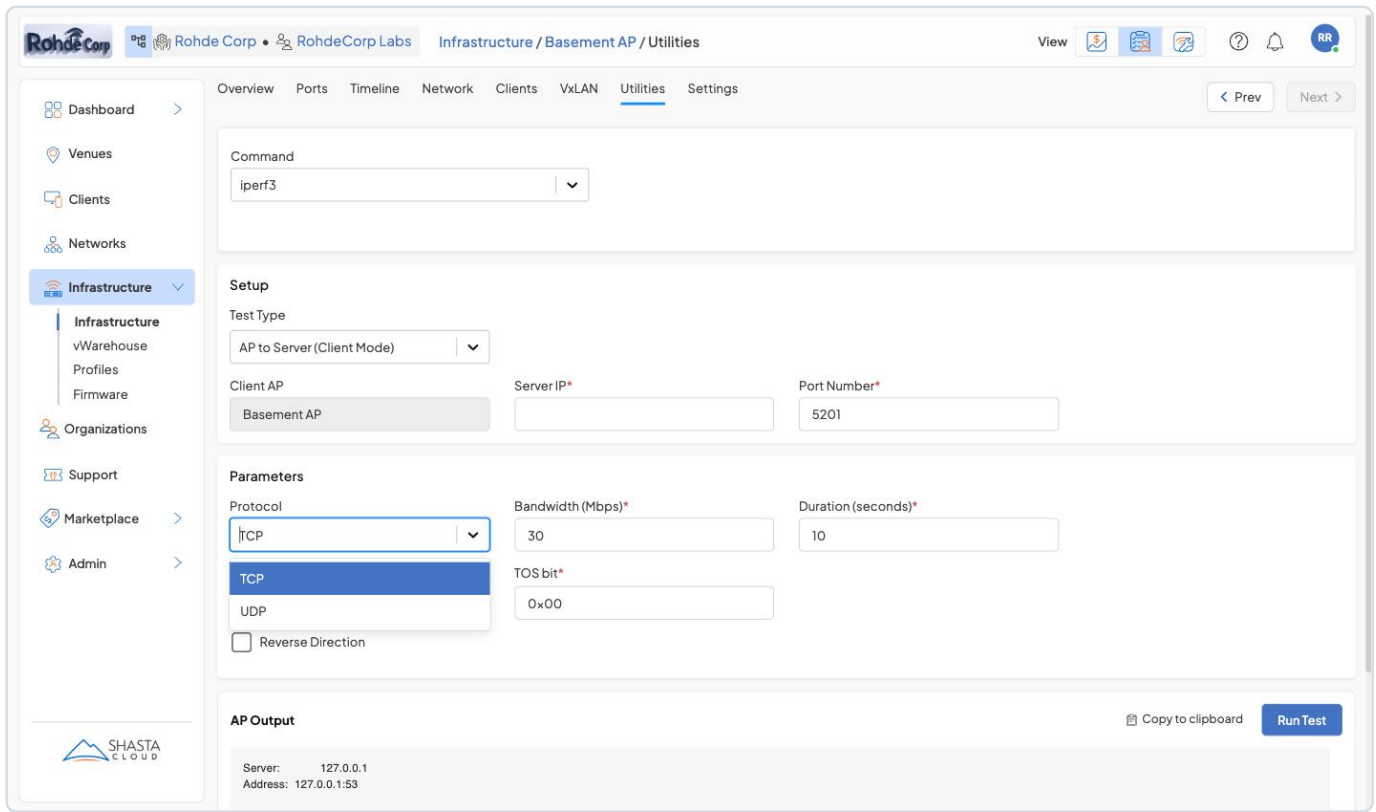 Rohde Corp Rohde Corp • RohdeCorp Labs Infrastructure / Basement AP / Utilities View RR
Overview Ports Timeline Network Clients VxLAN Utilities Settings
Prev Next
Dashboard
Venues
Clients
Networks
Infrastructure
Infrastructure
vWarehouse
Profiles
Firmware
Organizations
Support
Marketplace
Admin
SHASTA
CLOUD
Command
iperf3
Setup
Test Type
AP to Server (Client Mode)
Client AP Server IP* Port Number*
Basement AP 5201
Parameters
Protocol Bandwidth (Mbps)* Duration (seconds)*
TCP 30 10
TCP
UDP
TOS bit*
0x00
Reverse Direction
AP Output Copy to clipboard Run Test
Server: 127.0.0.1
Address: 127.0.0.1:53